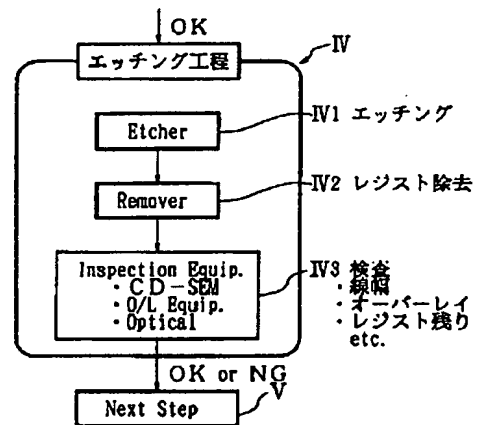 OK
エッチング工程
Ⅳ
Etcher
Ⅳ1 エッチング
Remover
Ⅳ2 レジスト除去
Inspection Equip.
・CD-SEM
・O/L Equip.
・Optical
Ⅳ3 検査
・線幅
・オーバーレイ
・レジスト残り
etc.
OK or NG
Ⅴ
Next Step